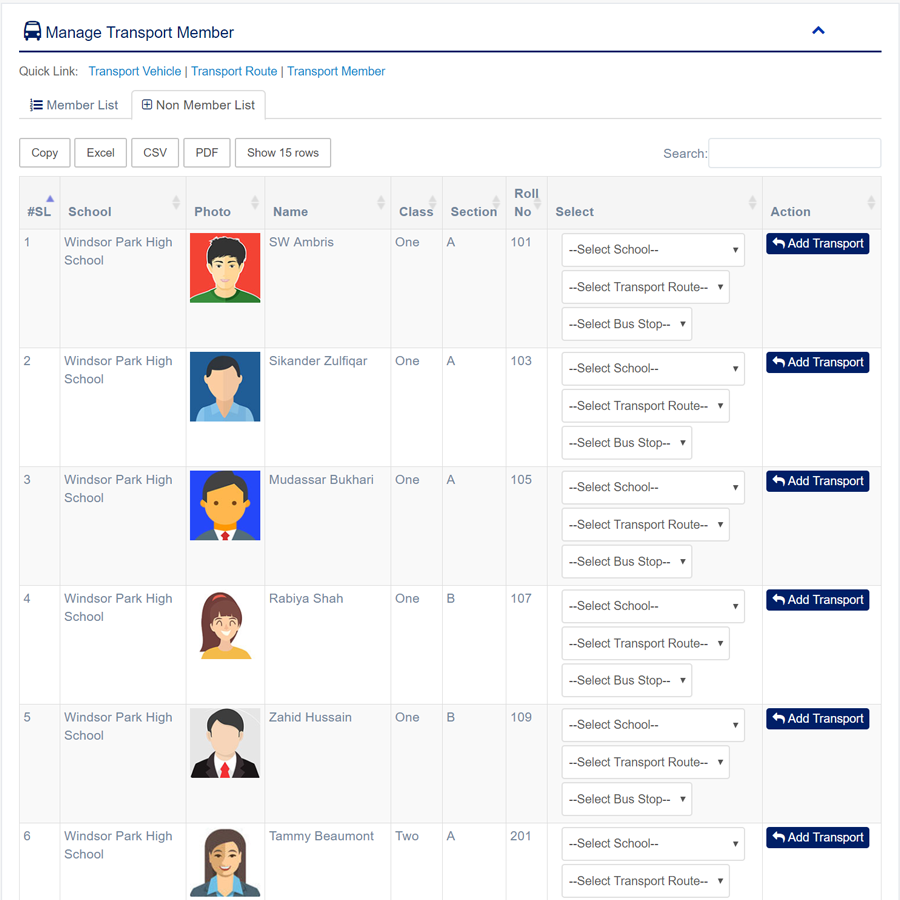 Manage Transport Member
Quick Link: Transport Vehicle | Transport Route | Transport Member
Member List Non Member List
Copy Excel CSV PDF Show 15 rows Search:
#SL School Photo Name Class Section Roll No Select Action
1 Windsor Park High School SW Ambris One A 101 --Select School-- Add Transport
--Select Transport Route--
--Select Bus Stop--
2 Windsor Park High School Sikander Zulfiqar One A 103 --Select School-- Add Transport
--Select Transport Route--
--Select Bus Stop--
3 Windsor Park High School Mudassar Bukhari One A 105 --Select School-- Add Transport
--Select Transport Route--
--Select Bus Stop--
4 Windsor Park High School Rabiya Shah One B 107 --Select School-- Add Transport
--Select Transport Route--
--Select Bus Stop--
5 Windsor Park High School Zahid Hussain One B 109 --Select School-- Add Transport
--Select Transport Route--
--Select Bus Stop--
6 Windsor Park High School Tammy Beaumont Two A 201 --Select School-- Add Transport
--Select Transport Route--